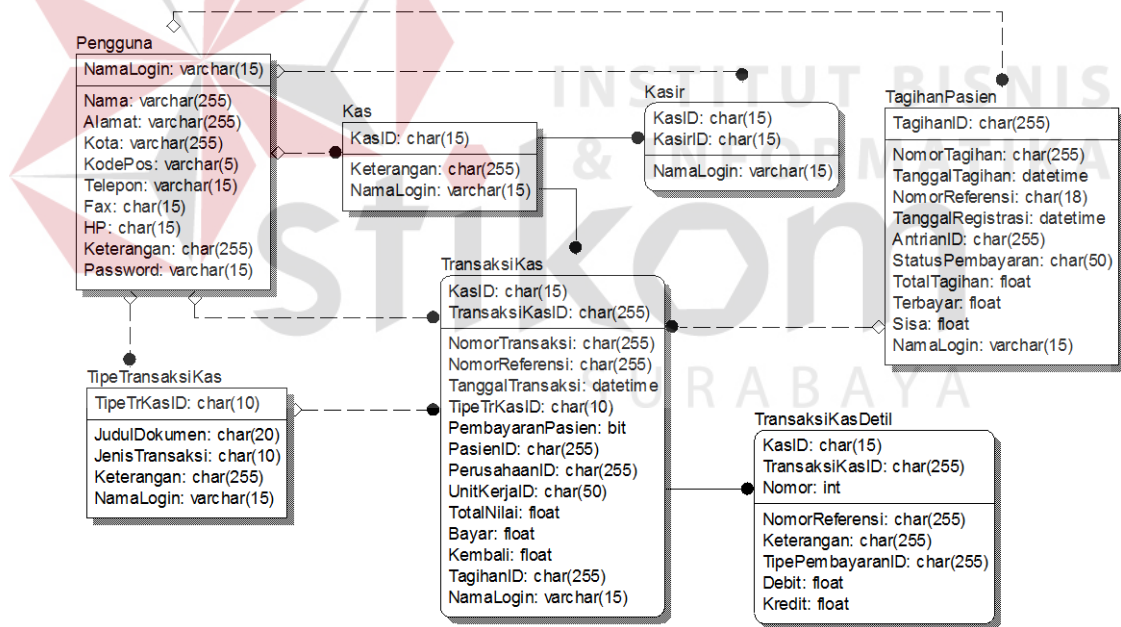 INSTITUT BISNIS
& INFORMATIKA
stikom
SURABAYA
Pengguna
NamaLogin: varchar(15)
Nama: varchar(255)
Alamat: varchar(255)
Kota: varchar(255)
KodePos: varchar(5)
Telepon: varchar(15)
Fax: char(15)
HP: char(15)
Keterangan: char(255)
Password: varchar(15)
Kas
KasID: char(15)
Keterangan: char(255)
NamaLogin: varchar(15)
Kasir
KasID: char(15)
KasirID: char(15)
NamaLogin: varchar(15)
TagihanPasien
TagihanID: char(255)
NomorTagihan: char(255)
TanggalTagihan: datetime
NomorReferensi: char(18)
TanggalRegistrasi: datetime
AntrianID: char(255)
StatusPembayaran: char(50)
TotalTagihan: float
Terbayar: float
Sisa: float
NamaLogin: varchar(15)
TransaksiKas
KasID: char(15)
TransaksiKasID: char(255)
NomorTransaksi: char(255)
NomorReferensi: char(255)
TanggalTransaksi: datetime
TipeTrKasID: char(10)
PembayaranPasien: bit
PasienID: char(255)
PerusahaanID: char(255)
UnitKerjaID: char(50)
TotalNilai: float
Bayar: float
Kembali: float
TagihanID: char(255)
NamaLogin: varchar(15)
TipeTransaksiKas
TipeTrKasID: char(10)
JudulDokumen: char(20)
JenisTransaksi: char(10)
Keterangan: char(255)
NamaLogin: varchar(15)
TransaksiKasDetil
KasID: char(15)
TransaksiKasID: char(255)
Nomor: int
NomorReferensi: char(255)
Keterangan: char(255)
TipePembayaranID: char(255)
Debit: float
Kredit: float